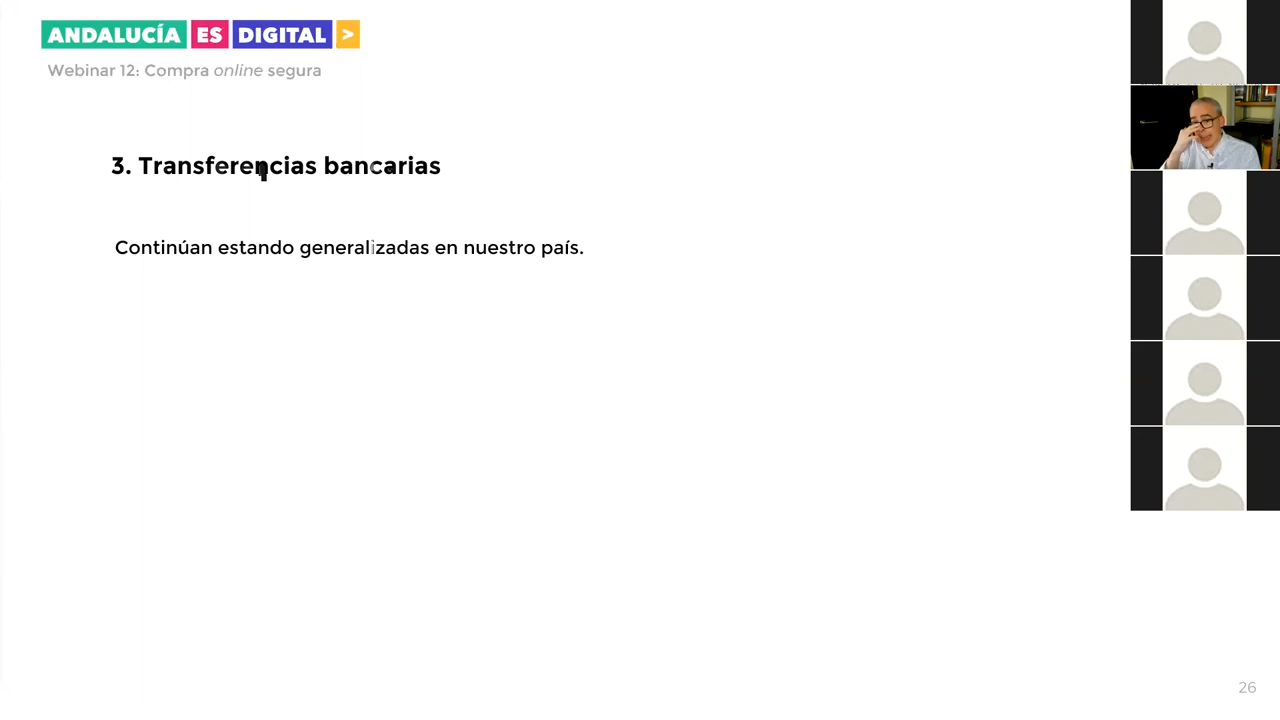 ANDALUCÍA ES DIGITAL >
Webinar 12: Compra online segura
3. Transferencias bancarias
Continúan estando generalizadas en nuestro país.
26